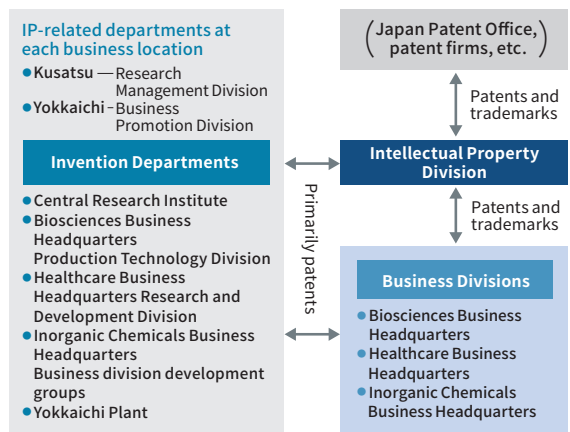 IP-related departments at
each business location
●Kusatsu — Research
Management Division
●Yokkaichi – Business
Promotion Division
Invention Departments
●Central Research Institute
●Biosciences Business
Headquarters
Production Technology Division
●Healthcare Business
Headquarters Research and
Development Division
●Inorganic Chemicals Business
Headquarters
Business division development
groups
●Yokkaichi Plant
Primarily patents
(Japan Patent Office,
patent firms, etc.)
Patents and
trademarks
Intellectual Property
Division
Patents and
trademarks
Business Divisions
●Biosciences Business
Headquarters
●Healthcare Business
Headquarters
●Inorganic Chemicals
Business Headquarters